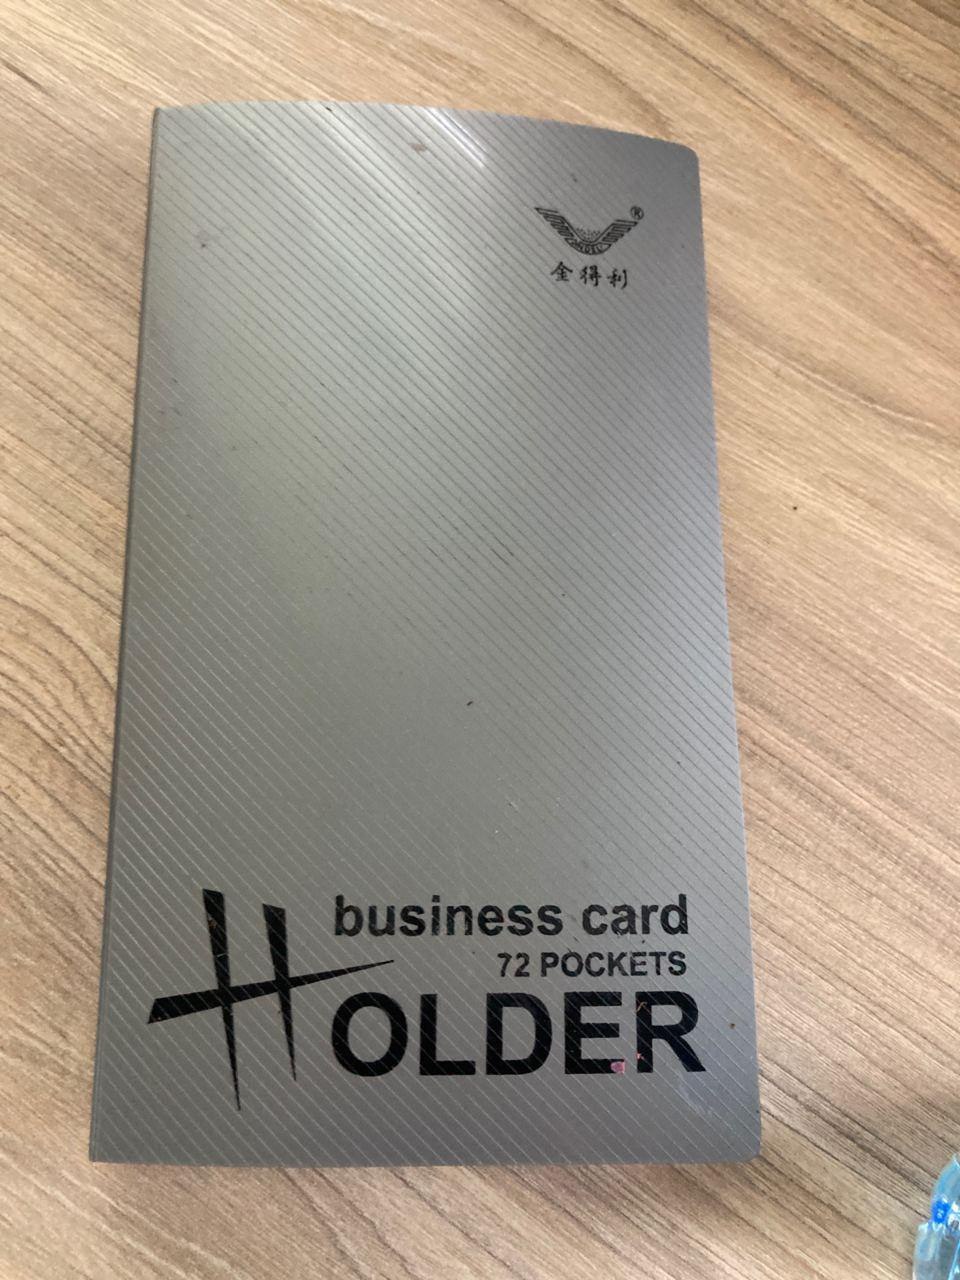 ®
金得利
business card
72 POCKETS
HOLDER